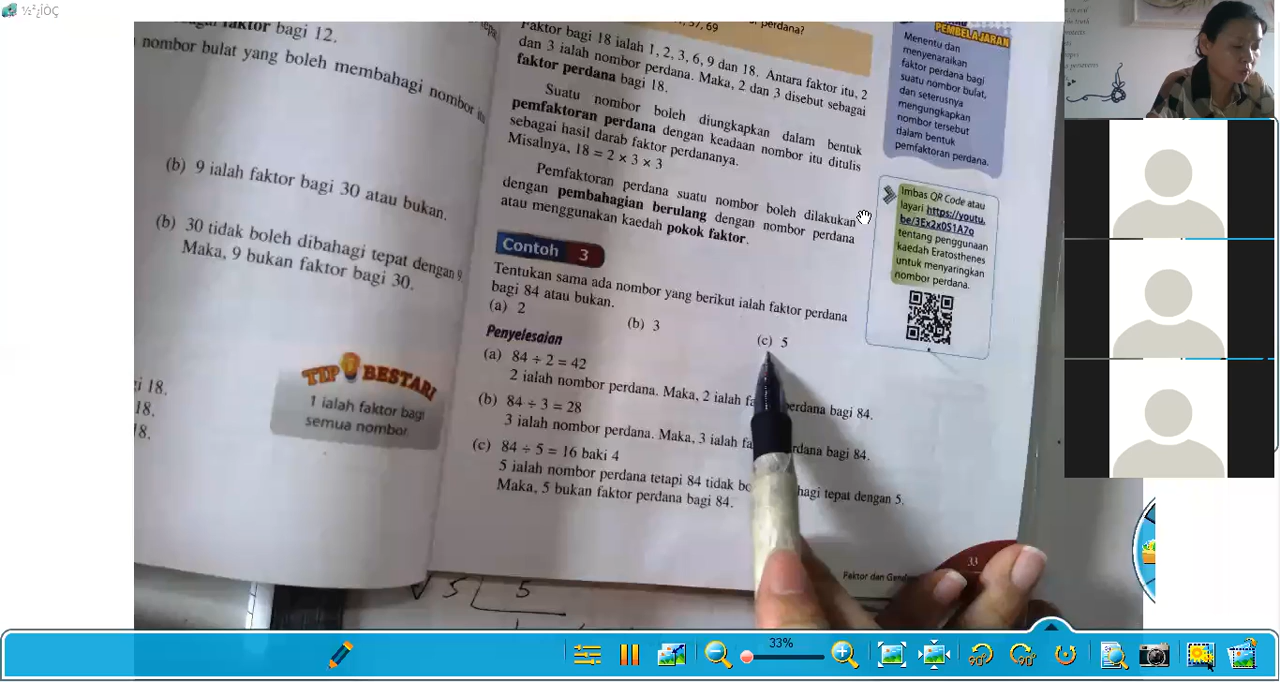 faktor bagi 12.
nombor bulat yang boleh membahagi nombor itu
(b) 9 ialah faktor bagi 30 atau bukan.
(b) 30 tidak boleh dibahagi tepat dengan 9
Maka, 9 bukan faktor bagi 30.
TIP BESTARI
1 ialah faktor bagi
semua nombor.
18.
18.
8.
57, 69
perdana?
Faktor bagi 18 ialah 1, 2, 3, 6, 9 dan 18. Antara faktor itu, 2
dan 3 ialah nombor perdana. Maka, 2 dan 3 disebut sebagai
faktor perdana bagi 18.
Suatu nombor boleh diungkapkan dalam bentuk
pemfaktoran perdana dengan keadaan nombor itu ditulis
sebagai hasil darab faktor perdananya.
Misalnya, 18 = 2 × 3 × 3
Pemfaktoran perdana suatu nombor boleh dilakukan
dengan pembahagian berulang dengan nombor perdana
atau menggunakan kaedah pokok faktor.
Contoh 3
Tentukan sama ada nombor yang berikut ialah faktor perdana
bagi 84 atau bukan.
(a) 2 (b) 3 (c) 5
Penyelesaian
(a) 84 ÷ 2 = 42
2 ialah nombor perdana. Maka, 2 ialah fa perdana bagi 84.
(b) 84 ÷ 3 = 28
3 ialah nombor perdana. Maka, 3 ialah fa rdana bagi 84.
(c) 84 ÷ 5 = 16 baki 4
5 ialah nombor perdana tetapi 84 tidak bo hagi tepat dengan 5.
Maka, 5 bukan faktor perdana bagi 84.
Faktor dan Ganda
33
PEMBELAJARAN
Menentu dan
menyenaraikan
faktor perdana bagi
suatu nombor bulat,
dan seterusnya
mengungkapkan
nombor tersebut
dalam bentuk
pemfaktoran perdana.
Imbas QR Code atau
layari https://youtu.
be/3Ex2x0S1A7g
tentang penggunaan
kaedah Eratosthenes
untuk menyaringkan
nombor perdana.
5 5
33%